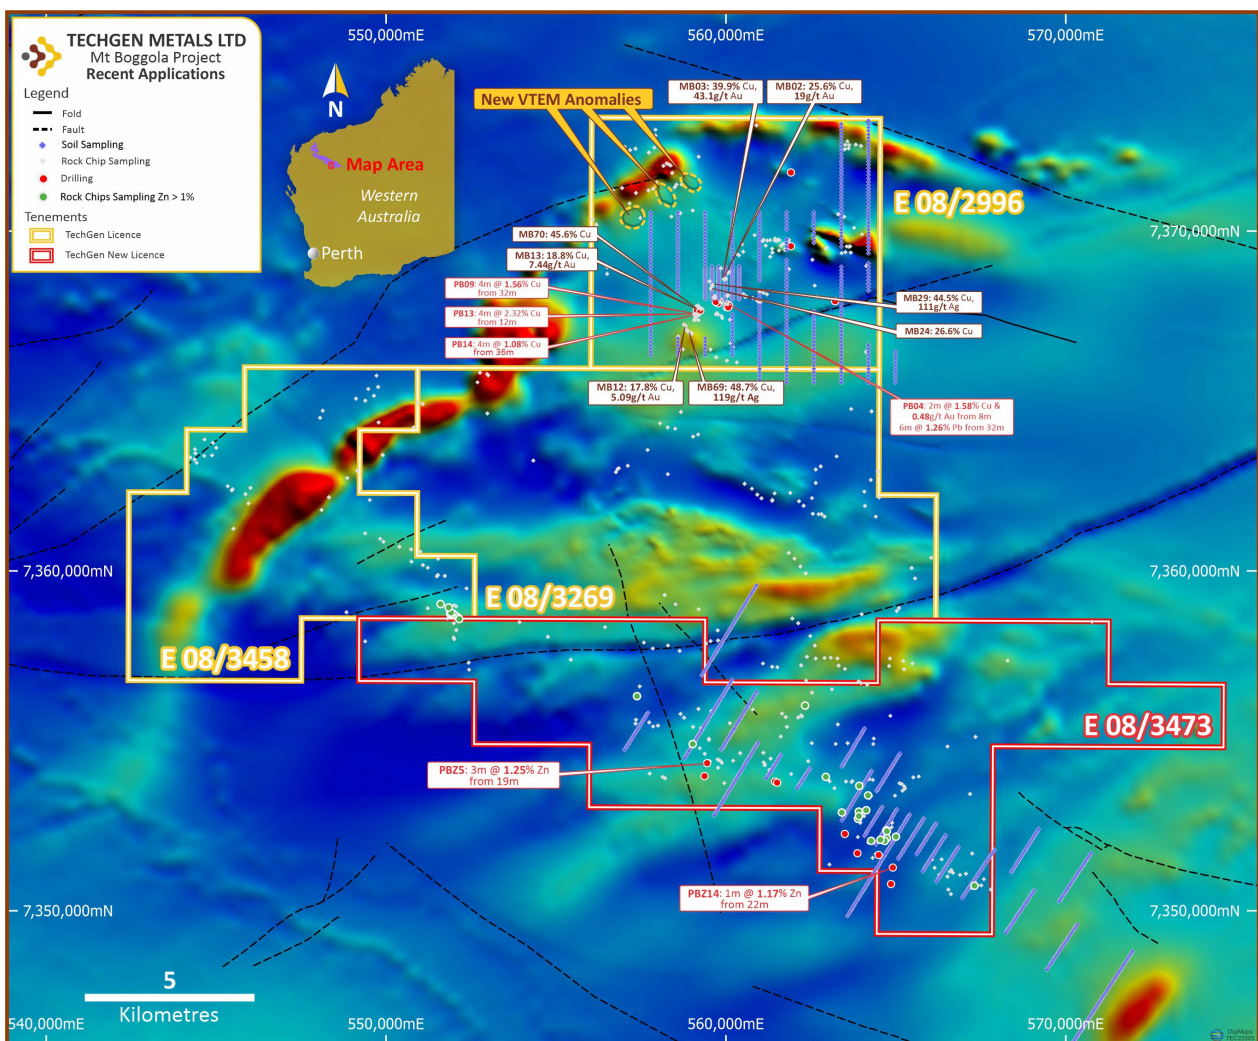 TECHGEN METALS LTD
Mt Boggola Project
Recent Applications
Legend
Fold
Fault
Soil Sampling
Rock Chip Sampling
Drilling
Rock Chips Sampling Zn > 1%
Tenements
TechGen Licence
TechGen New Licence
550,000mE
560,000mE
570,000mE
N
Map Area
Western
Australia
Perth
New VTEM Anomalies
MB03: 39.9% Cu,
43.1g/t Au
MB02: 25.6% Cu,
19g/t Au
E 08/2996
7,370,000mN
MB70: 45.6% Cu
MB13: 18.8% Cu,
7.44g/t Au
PB09: 4m @ 1.56% Cu
from 32m
PB13: 4m @ 2.32% Cu
from 12m
PB14: 4m @ 1.08% Cu
from 36m
MB29: 44.5% Cu,
111g/t Ag
MB24: 26.6% Cu
MB12: 17.8% Cu,
5.09g/t Au
MB69: 48.7% Cu,
119g/t Ag
PB04: 2m @ 1.58% Cu &
0.48g/t Au from 8m
6m @ 1.26% Pb from 32m
7,360,000mN
7,360,000mN
E 08/3269
E 08/3458
E 08/3473
PBZ5: 3m @ 1.25% Zn
from 19m
PBZ14: 1m @ 1.17% Zn
from 22m
7,350,000mN
7,350,000mN
5
Kilometres
540,000mE
550,000mE
560,000mE
570,000mE
DigiMaps